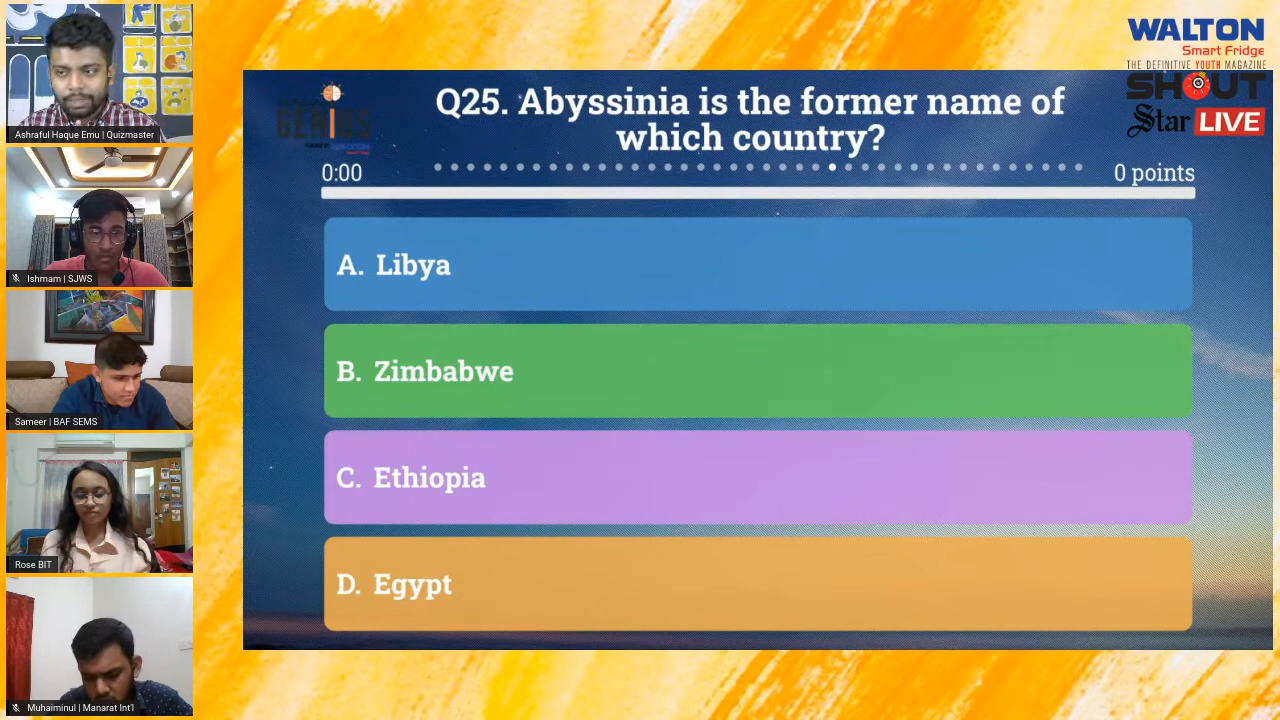 Ashraful Haque Emu | Quizmaster
Ishmam | SJWS
Sameer | BAF SEMS
Rose BIT
Muhaiminul | Manarat Int'l
GENIUS
Q25. Abyssinia is the former name of
which country?
0:00
0 points
A. Libya
B. Zimbabwe
C. Ethiopia
D. Egypt
WALTON
Smart Fridge
THE DEFINITIVE YOUTH MAGAZINE
SHOUT
Star LIVE